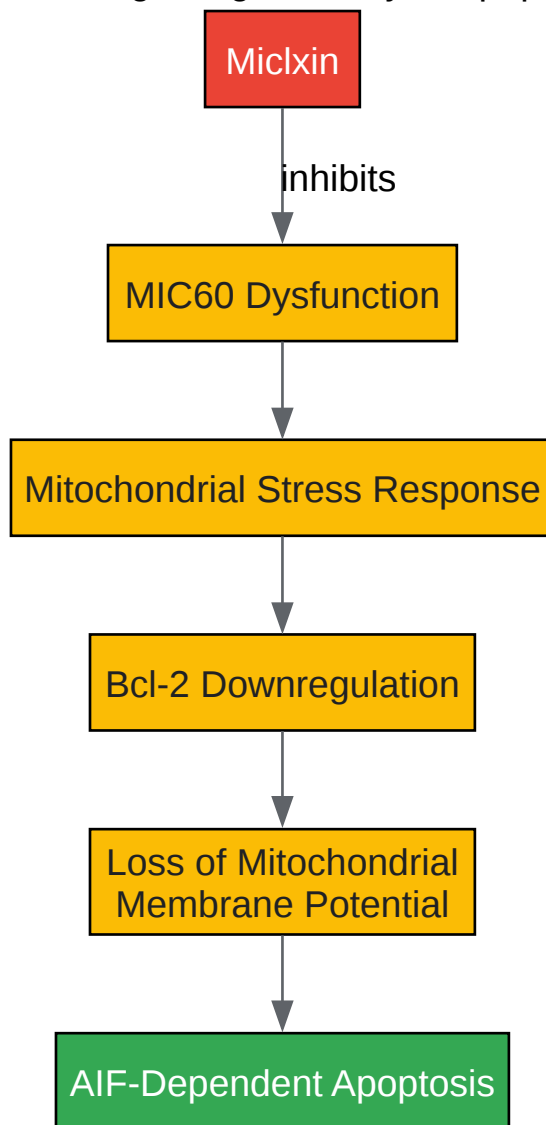 Miclxin
inhibits
MIC60 Dysfunction
Mitochondrial Stress Response
Bcl-2 Downregulation
Loss of Mitochondrial
Membrane Potential
AIF-Dependent Apoptosis